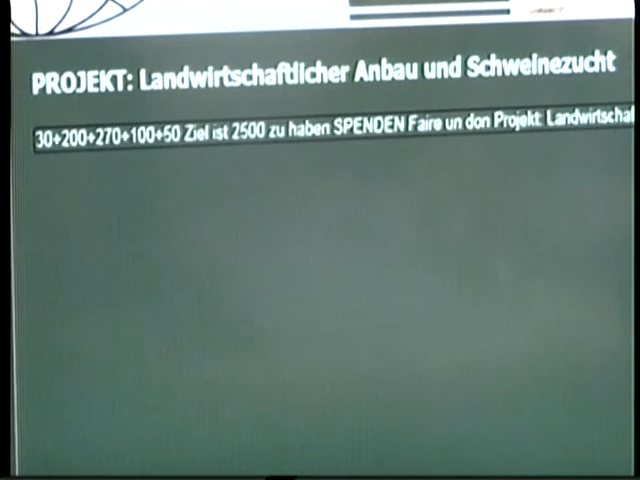 PROJEKT: Landwirtschaftlicher Anbau und Schweinezucht
30+200+270+100+50 Ziel ist 2500 zu haben SPENDEN Faire un don Projekt: Landwirtschaf